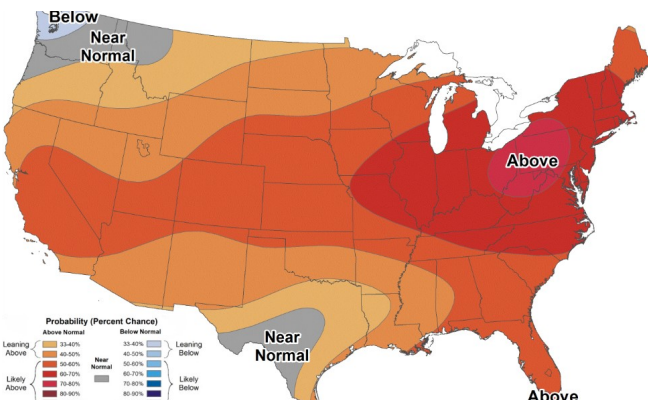 Below
Near
Normal
Above
Near
Normal
Above
Probability (Percent Chance)
Above Normal
Below Normal
Leaning
Above
33-40%
40-50%
33-40%
40-50%
Leaning
Below
Near
Normal
Likely
Above
50-60%
60-70%
70-80%
80-90%
50-60%
60-70%
70-80%
80-90%
Likely
Below